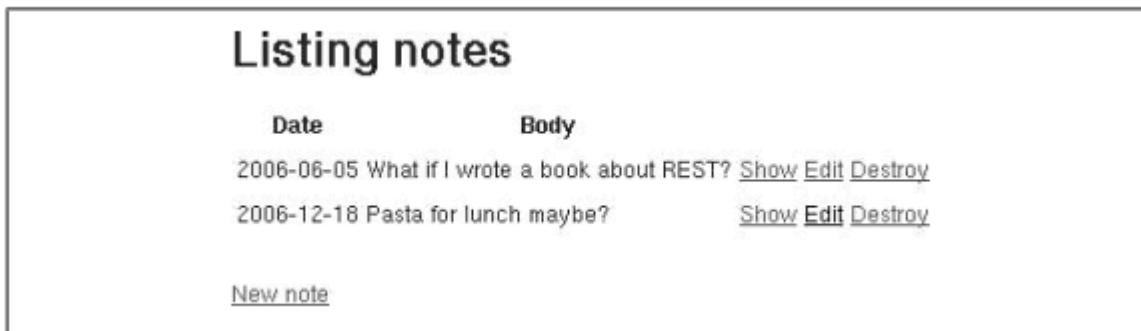 Listing notes
Date Body
2006-06-05 What if I wrote a book about REST? Show Edit Destroy
2006-12-18 Pasta for lunch maybe? Show Edit Destroy
New note